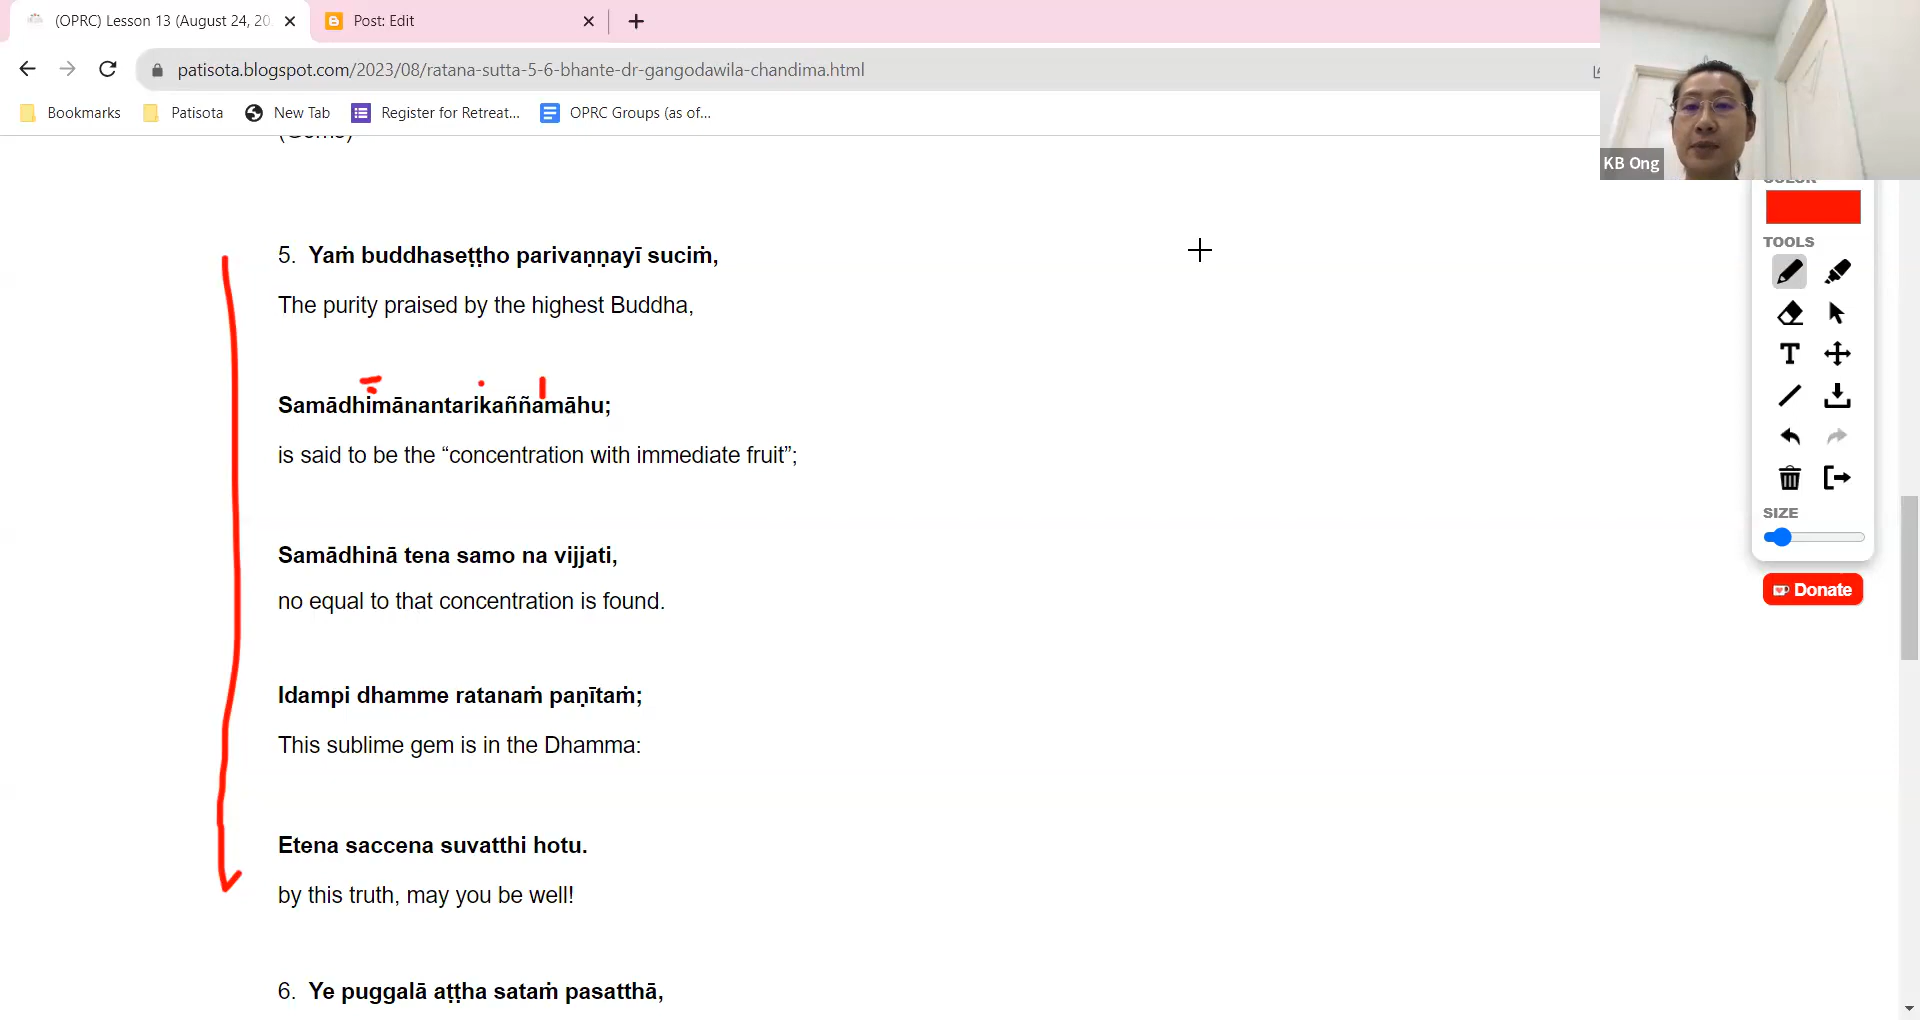 (OPRC) Lesson 13 (August 24, 20
Post: Edit
patisota.blogspot.com/2023/08/ratana-sutta-5-6-bhante-dr-gangodawila-chandima.html
Bookmarks
Patisota
New Tab
Register for Retreat...
OPRC Groups (as of...
KB Ong
COLOR
TOOLS
SIZE
Donate
5. Yaṁ buddhaseṭṭho parivaṇṇayī suciṁ,
The purity praised by the highest Buddha,
Samādhimānantarikaññamāhu;
is said to be the “concentration with immediate fruit”;
Samādhinā tena samo na vijjati,
no equal to that concentration is found.
Idampi dhamme ratanaṁ paṇītaṁ;
This sublime gem is in the Dhamma:
Etena saccena suvatthi hotu.
by this truth, may you be well!
6. Ye puggalā aṭṭha sataṁ pasatthā,